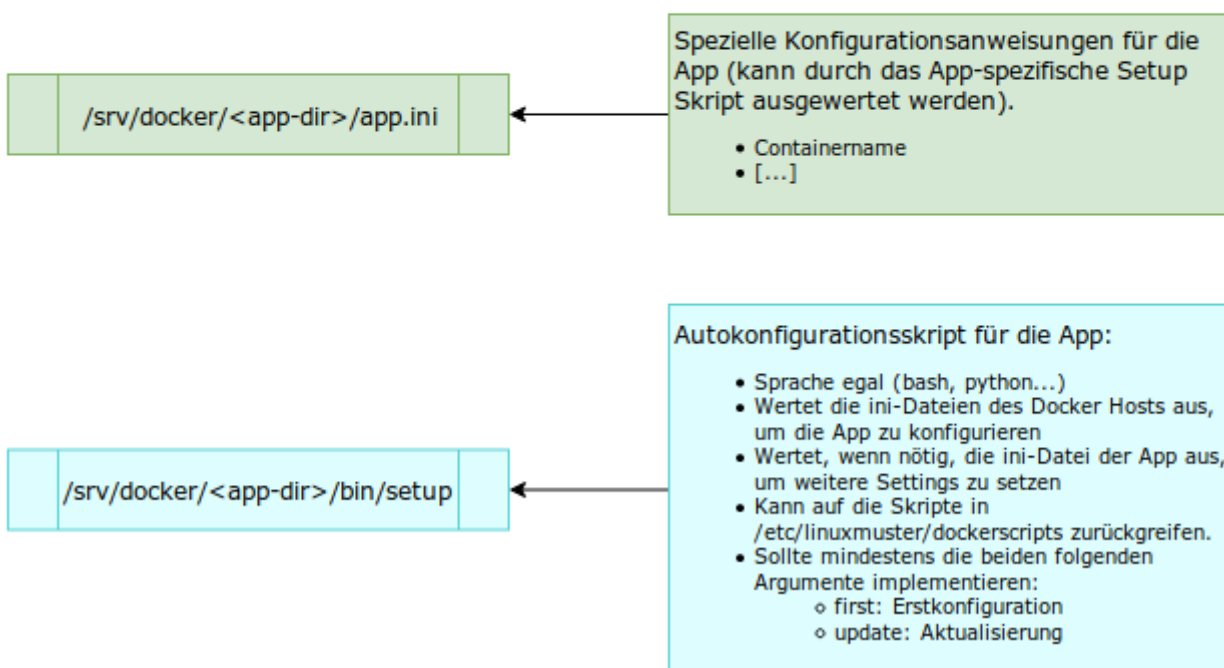 Spezielle Konfigurationsanweisungen für die
App (kann durch das App-spezifische Setup
Skript ausgewertet werden).
• Containername
• [...]
/srv/docker/<app-dir>/app.ini
Autokonfigurationsskript für die App:
• Sprache egal (bash, python...)
• Wertet die ini-Dateien des Docker Hosts aus,
um die App zu konfigurieren
• Wertet, wenn nötig, die ini-Datei der App aus,
um weitere Settings zu setzen
• Kann auf die Skripte in
/etc/linuxmuster/dockerscripts zurückgreifen.
• Sollte mindestens die beiden folgenden
Argumente implementieren:
◦ first: Erstkonfiguration
◦ update: Aktualisierung
/srv/docker/<app-dir>/bin/setup